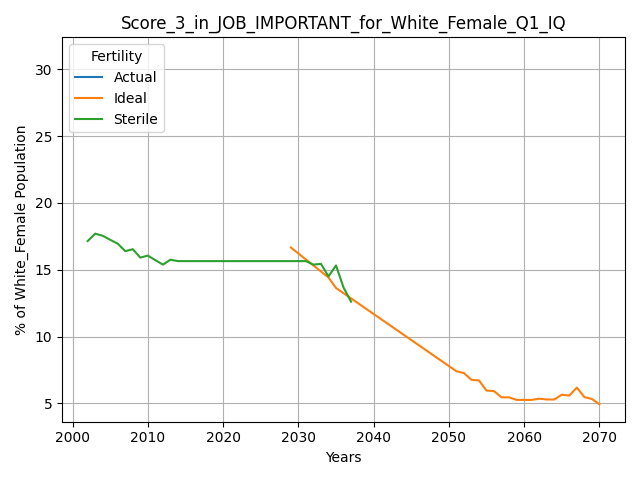 Score_3_in_JOB_IMPORTANT_for_White_Female_Q1_IQ
Fertility
Actual
Ideal
Sterile
% of White_Female Population
30
25
20
15
10
5
2000 2010 2020 2030 2040 2050 2060 2070
Years